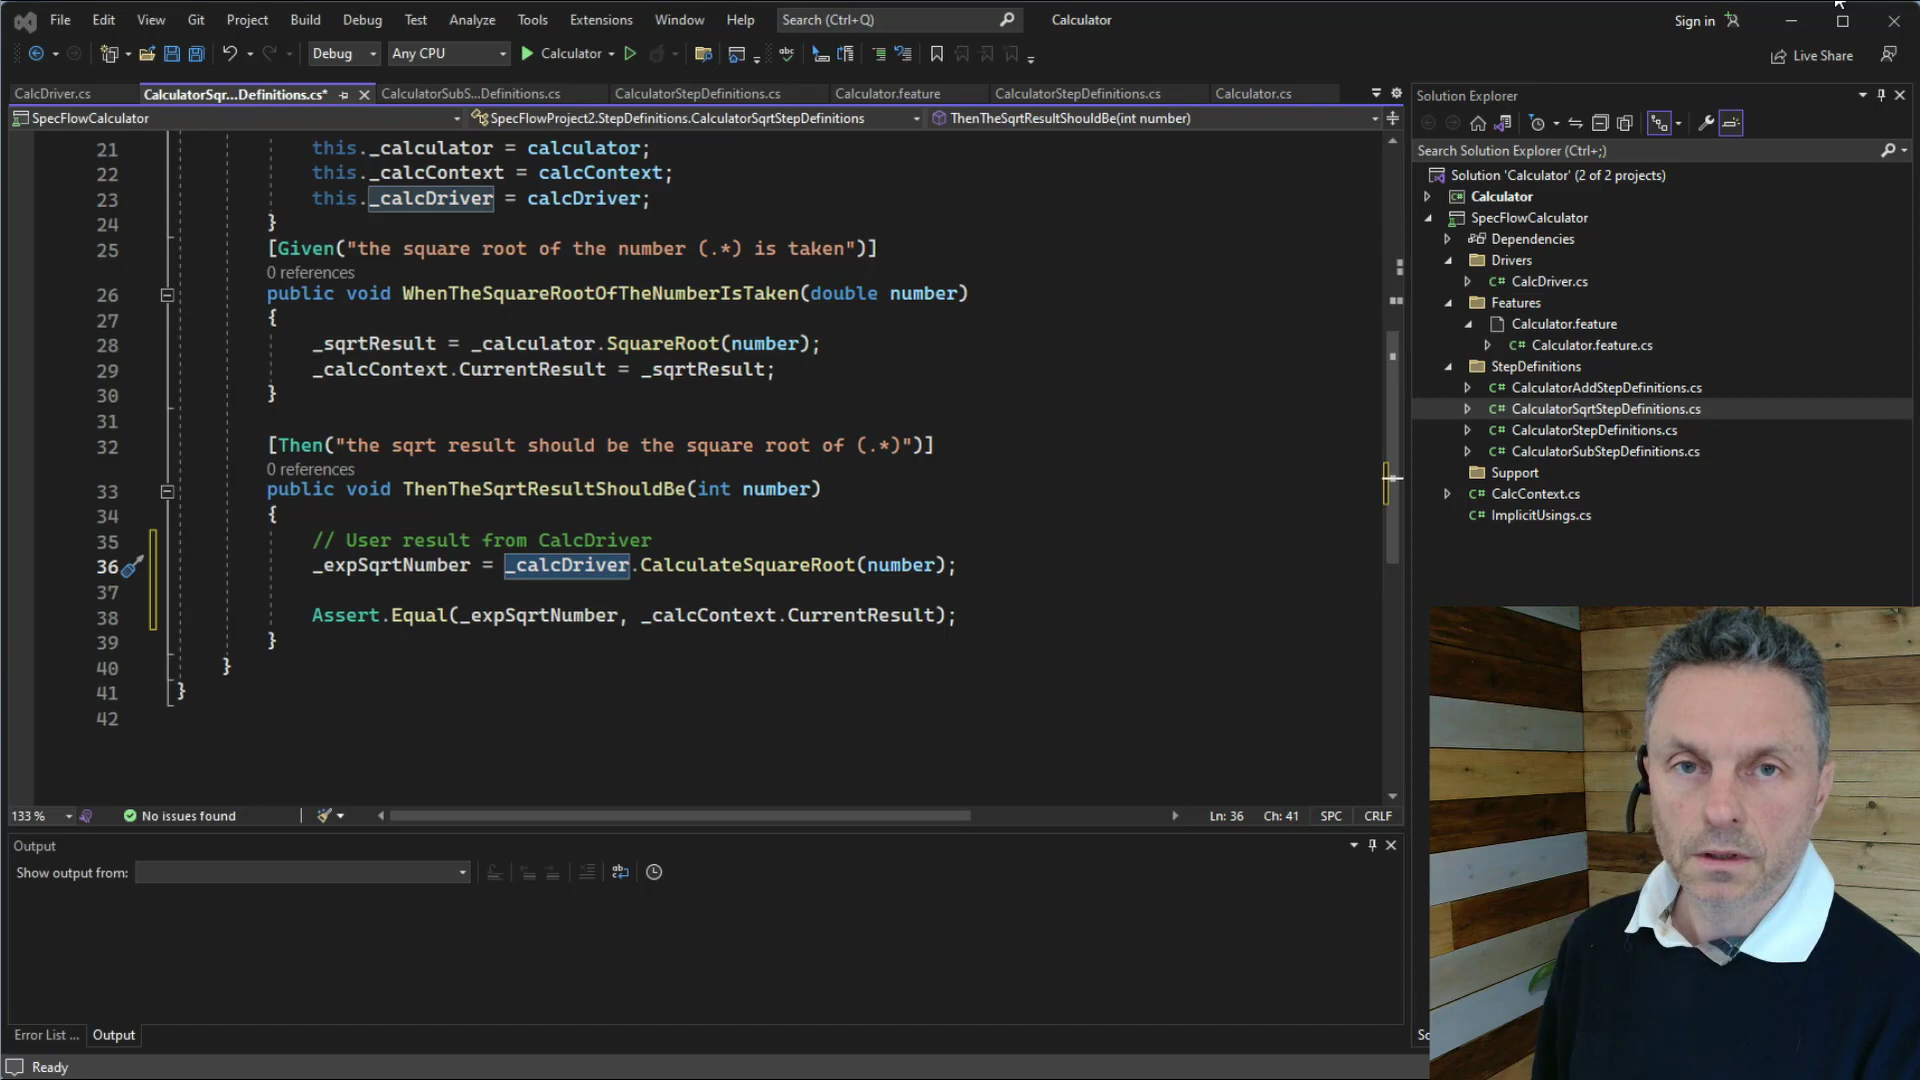 File Edit View Git Project Build Debug Test Analyze Tools Extensions Window Help Search (Ctrl+Q) Calculator Sign in
Debug Any CPU Calculator Live Share
CalcDriver.cs CalculatorSqr...Definitions.cs* CalculatorSubS...Definitions.cs CalculatorStepDefinitions.cs Calculator.feature CalculatorStepDefinitions.cs Calculator.cs
SpecFlowCalculator SpecFlowProject2.StepDefinitions.CalculatorSqrtStepDefinitions ThenTheSqrtResultShouldBe(int number)
21 this._calculator = calculator;
22 this._calcContext = calcContext;
23 this._calcDriver = calcDriver;
24 }
25 [Given("the square root of the number (.*) is taken")]
0 references
26 public void WhenTheSquareRootOfTheNumberIsTaken(double number)
27 {
28 _sqrtResult = _calculator.SquareRoot(number);
29 _calcContext.CurrentResult = _sqrtResult;
30 }
31
32 [Then("the sqrt result should be the square root of (.*)")]
0 references
33 public void ThenTheSqrtResultShouldBe(int number)
34 {
35 // User result from CalcDriver
36 _expSqrtNumber = _calcDriver.CalculateSquareRoot(number);
37
38 Assert.Equal(_expSqrtNumber, _calcContext.CurrentResult);
39 }
40 }
41 }
42
133 % No issues found Ln: 36 Ch: 41 SPC CRLF
Output
Show output from:
Error List ... Output
Ready
Solution Explorer
Search Solution Explorer (Ctrl+;)
Solution 'Calculator' (2 of 2 projects)
C# Calculator
SpecFlowCalculator
Dependencies
Drivers
C# CalcDriver.cs
Features
Calculator.feature
C# Calculator.feature.cs
StepDefinitions
C# CalculatorAddStepDefinitions.cs
C# CalculatorSqrtStepDefinitions.cs
C# CalculatorStepDefinitions.cs
C# CalculatorSubStepDefinitions.cs
Support
C# CalcContext.cs
C# ImplicitUsings.cs